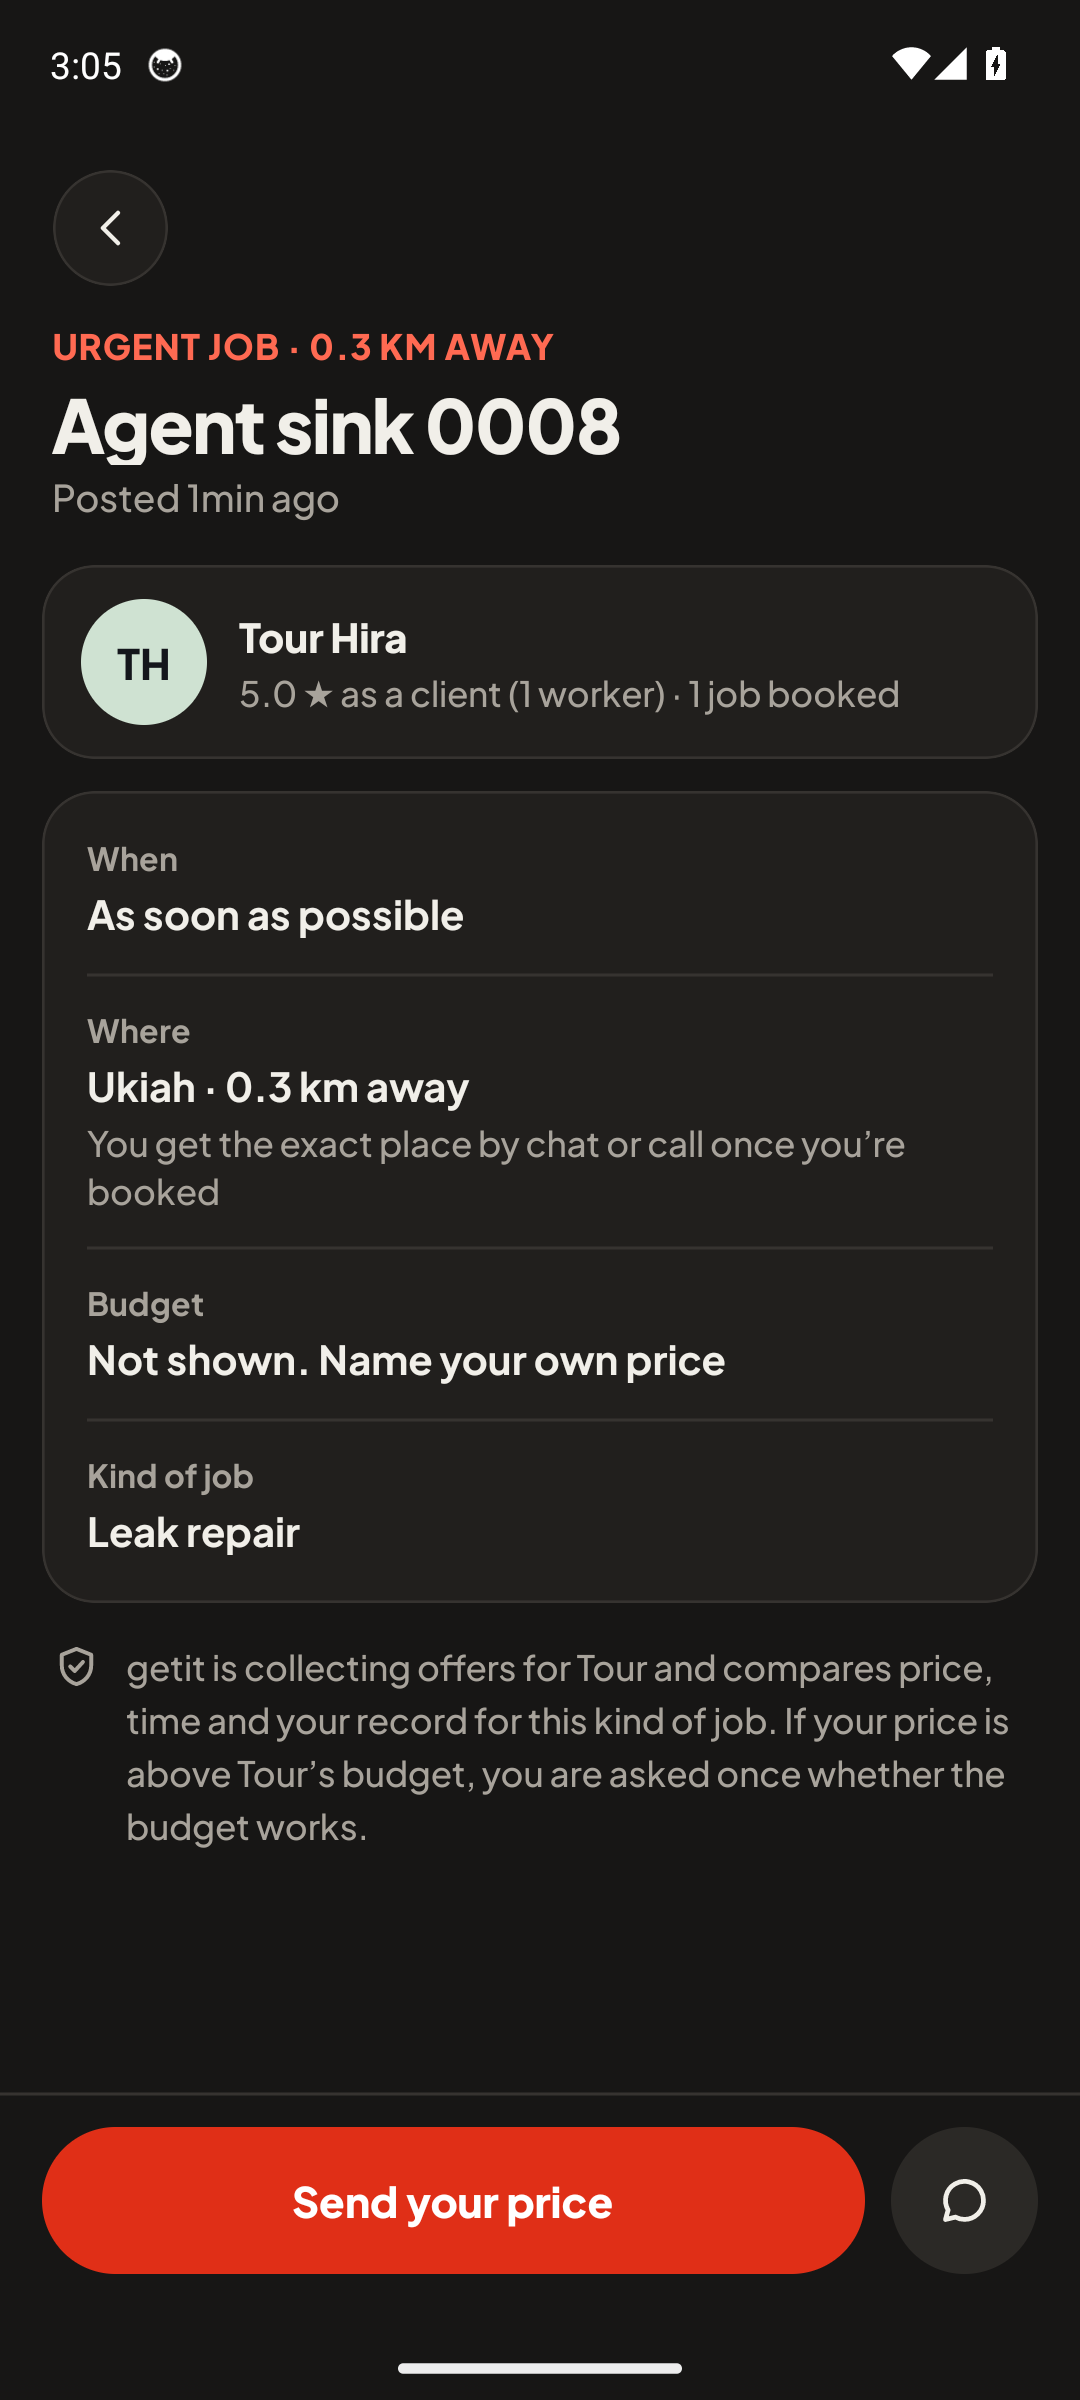 3:05
URGENT JOB · 0.3 KM AWAY
Agent sink 0008
Posted 1min ago
TH
Tour Hira
5.0 ★ as a client (1 worker) · 1 job booked
When
As soon as possible
Where
Ukiah · 0.3 km away
You get the exact place by chat or call once you’re
booked
Budget
Not shown. Name your own price
Kind of job
Leak repair
getit is collecting offers for Tour and compares price,
time and your record for this kind of job. If your price is
above Tour’s budget, you are asked once whether the
budget works.
Send your price